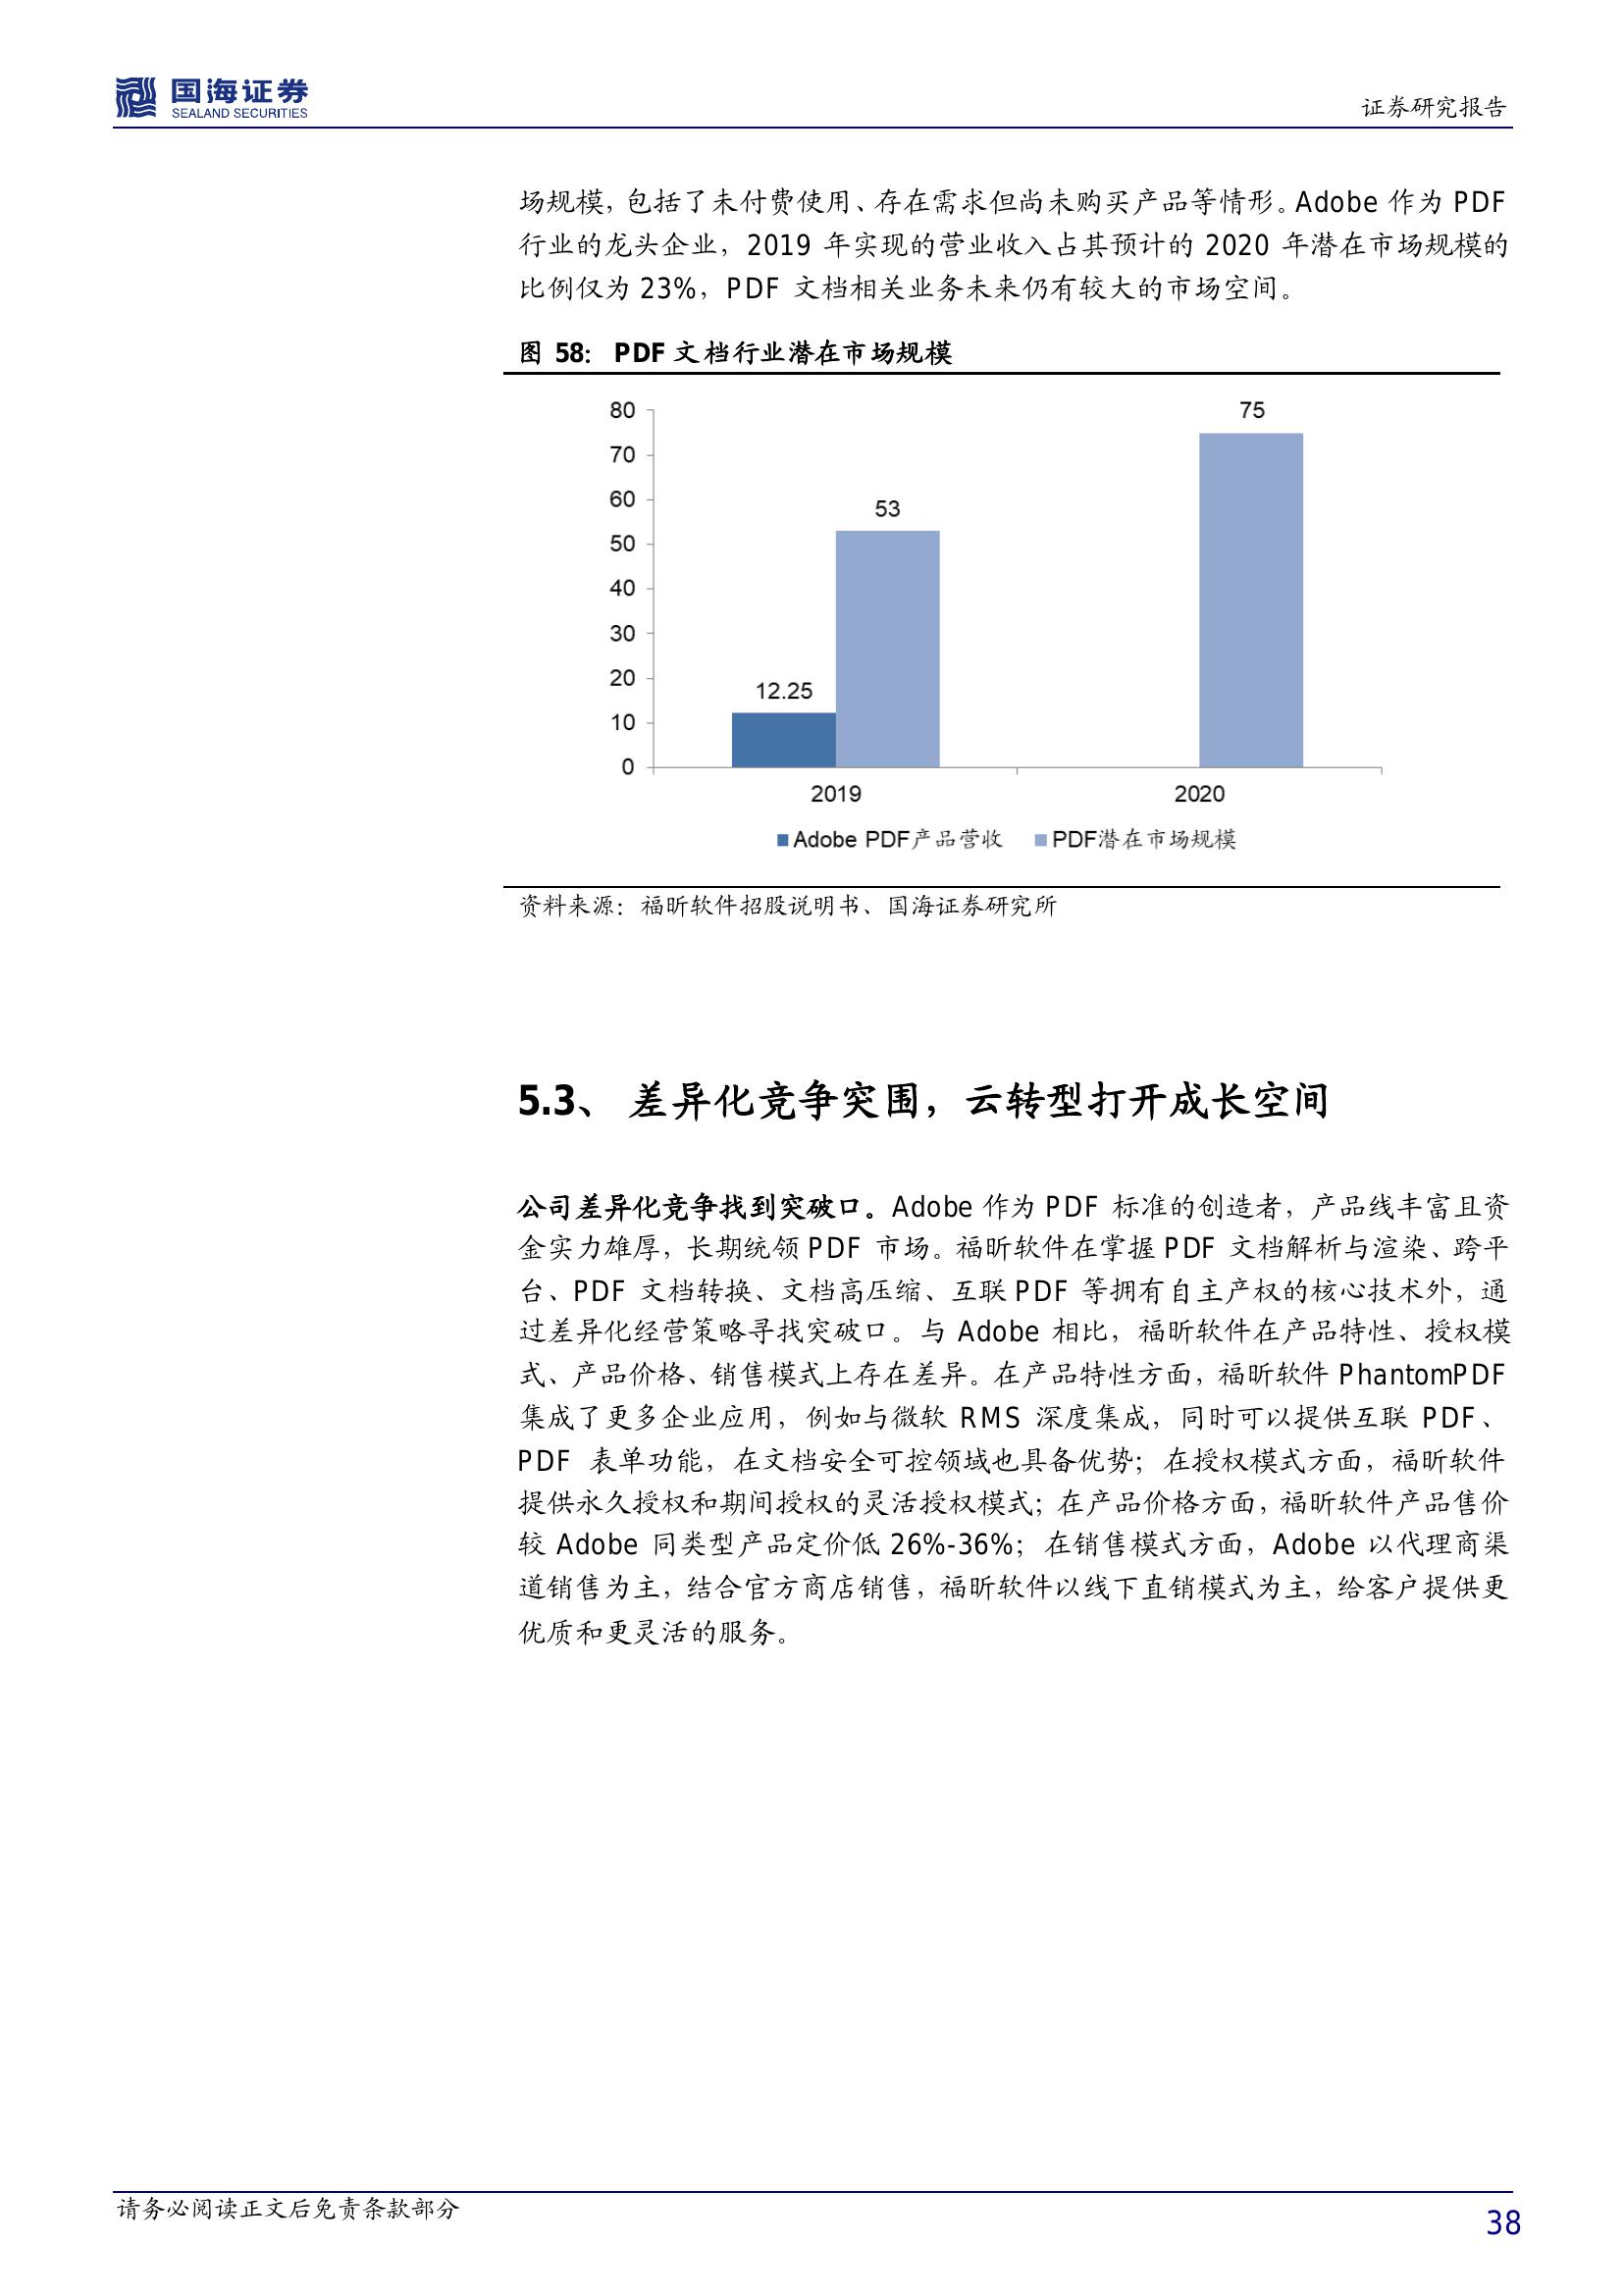 国海证券
SEALAND SECURITIES
证券研究报告
场规模，包括了未付费使用、存在需求但尚未购买产品等情形。Adobe 作为 PDF
行业的龙头企业，2019 年实现的营业收入占其预计的 2020 年潜在市场规模的
比例仅为 23%，PDF 文档相关业务未来仍有较大的市场空间。
图 58： PDF 文档行业潜在市场规模
80
70
60
50
40
30
20
10
0
12.25
53
75
2019
2020
Adobe PDF产品营收
PDF潜在市场规模
资料来源：福昕软件招股说明书、国海证券研究所
5.3、 差异化竞争突围，云转型打开成长空间
公司差异化竞争找到突破口。Adobe 作为 PDF 标准的创造者，产品线丰富且资
金实力雄厚，长期统领 PDF 市场。福昕软件在掌握 PDF 文档解析与渲染、跨平
台、PDF 文档转换、文档高压缩、互联 PDF 等拥有自主产权的核心技术外，通
过差异化经营策略寻找突破口。与 Adobe 相比，福昕软件在产品特性、授权模
式、产品价格、销售模式上存在差异。在产品特性方面，福昕软件 PhantomPDF
集成了更多企业应用，例如与微软 RMS 深度集成，同时可以提供互联 PDF、
PDF 表单功能，在文档安全可控领域也具备优势；在授权模式方面，福昕软件
提供永久授权和期间授权的灵活授权模式；在产品价格方面，福昕软件产品售价
较 Adobe 同类型产品定价低 26%-36%；在销售模式方面，Adobe 以代理商渠
道销售为主，结合官方商店销售，福昕软件以线下直销模式为主，给客户提供更
优质和更灵活的服务。
请务必阅读正文后免责条款部分
38